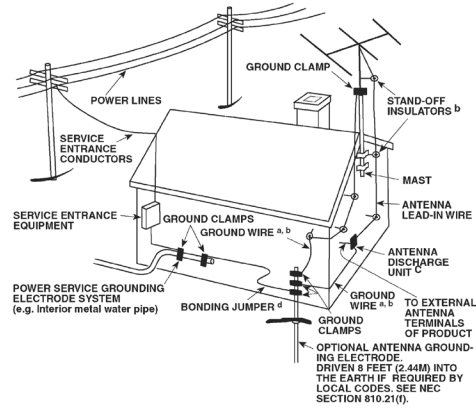 GROUND CLAMP
POWER LINES
STAND-OFF
INSULATORS b
SERVICE
ENTRANCE
CONDUCTORS
MAST
ANTENNA
LEAD-IN WIRE
SERVICE ENTRANCE
EQUIPMENT
GROUND CLAMPS
GROUND WIRE a, b
ANTENNA
DISCHARGE
UNIT C
POWER SERVICE GROUNDING
ELECTRODE SYSTEM
(e.g. Interior metal water pipe)
BONDING JUMPER d
GROUND
WIRE a, b
TO EXTERNAL
ANTENNA
TERMINALS
OF PRODUCT
GROUND
CLAMPS
OPTIONAL ANTENNA GROUND-
ING ELECTRODE.
DRIVEN 8 FEET (2.44M) INTO
THE EARTH IF REQUIRED BY
LOCAL CODES. SEE NEC
SECTION 810.21(f).